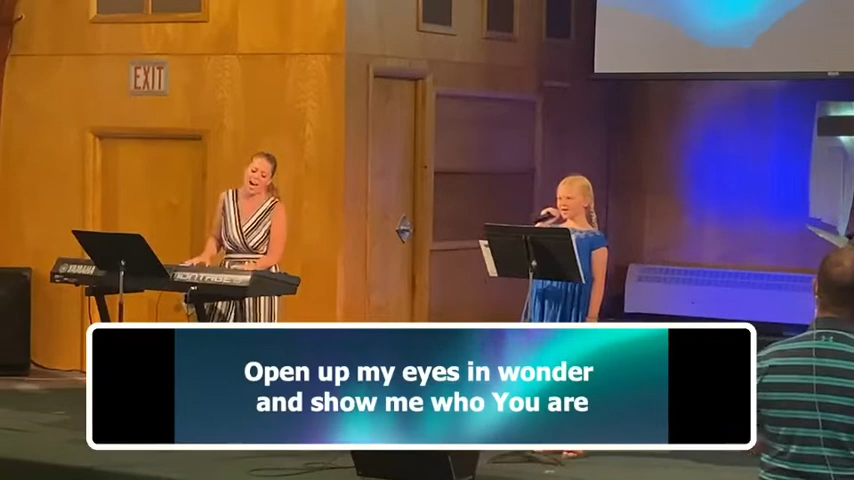 EXIT
YAMAHA
MONTAGE
Open up my eyes in wonder
and show me who You are